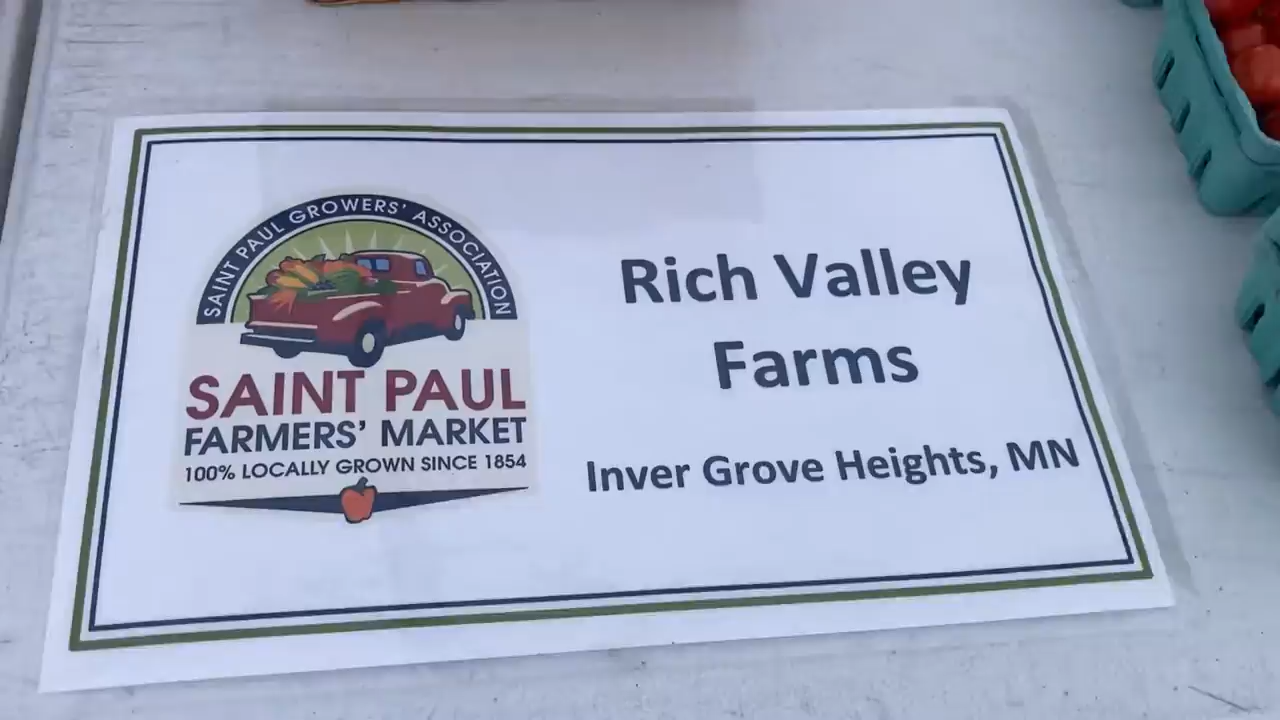 SAINT PAUL GROWERS' ASSOCIATION
SAINT PAUL
FARMERS' MARKET
100% LOCALLY GROWN SINCE 1854
Rich Valley
Farms
Inver Grove Heights, MN